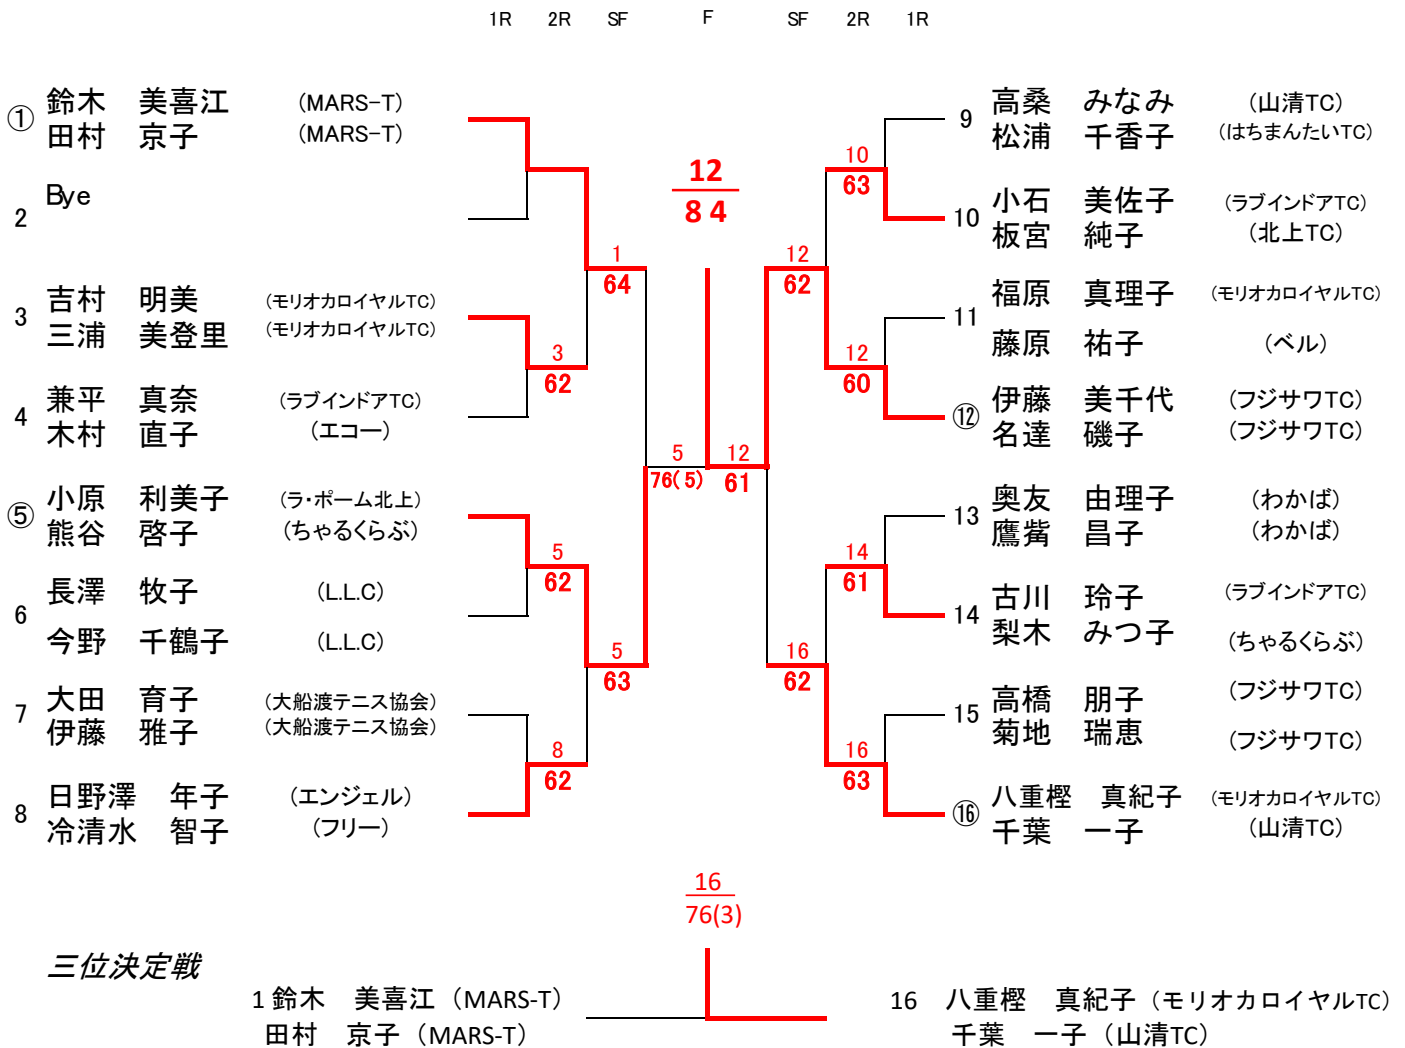 1R 2R SF F SF 2R 1R
① 鈴木 美喜江 (MARS-T)
田村 京子 (MARS-T)
2 Bye
3 吉村 明美 (モリオカロイヤルTC)
三浦 美登里 (モリオカロイヤルTC)
4 兼平 真奈 (ラブインドアTC)
木村 直子 (エコー)
⑤ 小原 利美子 (ラ・ポーム北上)
熊谷 啓子 (ちゃるくらぶ)
6 長澤 牧子 (L.L.C)
今野 千鶴子 (L.L.C)
7 大田 育子 (大船渡テニス協会)
伊藤 雅子 (大船渡テニス協会)
8 日野澤 年子 (エンジェル)
冷清水 智子 (フリー)
3
62
5
62
8
62
1
64
5
63
5
76(5)
12
8 4
12
61
12
62
16
62
10
63
12
60
14
61
16
63
9 高桑 みなみ (山清TC)
松浦 千香子 (はちまんたいTC)
10 小石 美佐子 (ラブインドアTC)
板宮 純子 (北上TC)
11 福原 真理子 (モリオカロイヤルTC)
藤原 祐子 (ベル)
⑫ 伊藤 美千代 (フジサワTC)
名達 磯子 (フジサワTC)
13 奥友 由理子 (わかば)
鷹觜 昌子 (わかば)
14 古川 玲子 (ラブインドアTC)
梨木 みつ子 (ちゃるくらぶ)
15 高橋 朋子 (フジサワTC)
菊地 瑞恵 (フジサワTC)
⑯ 八重樫 真紀子 (モリオカロイヤルTC)
千葉 一子 (山清TC)
16
76(3)
三位決定戦
1 鈴木 美喜江 (MARS-T)
田村 京子 (MARS-T)
16 八重樫 真紀子 (モリオカロイヤルTC)
千葉 一子 (山清TC)